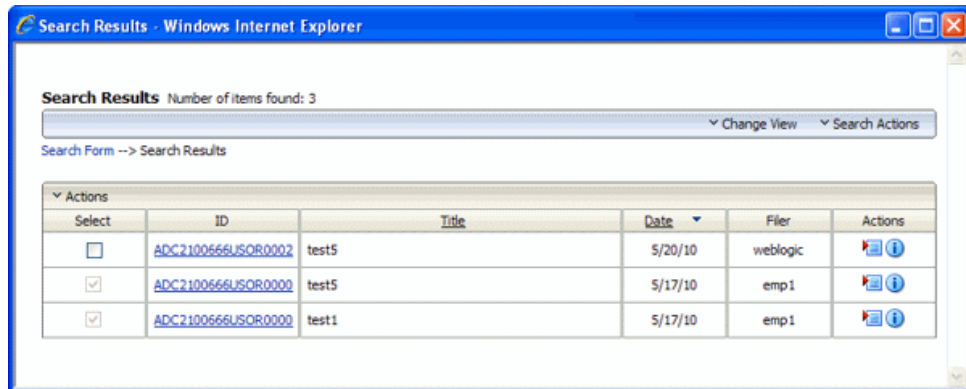 Search Results - Windows Internet Explorer
Search Results Number of items found: 3
Change View Search Actions
Search Form --> Search Results
Actions
Select ID Title Date Filer Actions
ADC2100666USOR0002 test5 5/20/10 weblogic
ADC2100666USOR0000 test5 5/17/10 emp1
ADC2100666USOR0000 test1 5/17/10 emp1